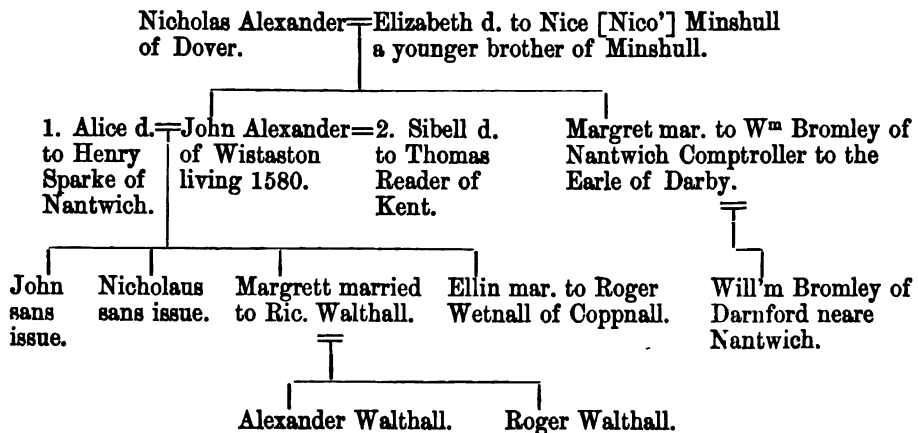 Nicholas Alexander
of Dover.
Elizabeth d. to Nice [Nico'] Minshull
a younger brother of Minshull.
1. Alice d.
to Henry
Sparke of
Nantwich.
John Alexander
of Wistaston
living 1580.
2. Sibell d.
to Thomas
Reader of
Kent.
Margret mar. to Wm Bromley of
Nantwich Comptroller to the
Earle of Darby.
John
sans
issue.
Nicholaus
sans issue.
Margrett married
to Ric. Walthall.
Ellin mar. to Roger
Wetnall of Coppnall.
Will'm Bromley of
Darnford neare
Nantwich.
Alexander Walthall.
Roger Walthall.